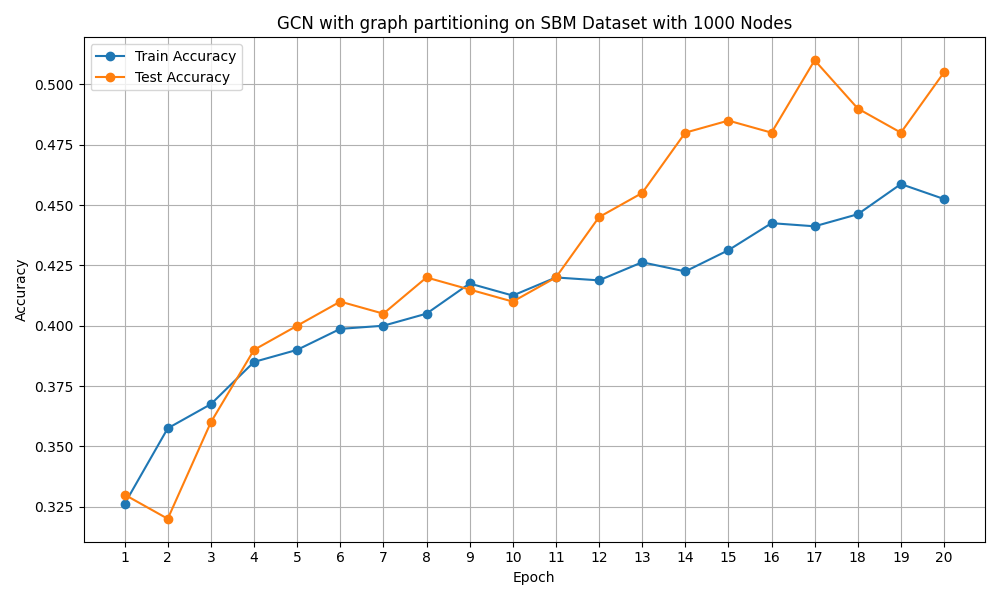 GCN with graph partitioning on SBM Dataset with 1000 Nodes
Train Accuracy
Test Accuracy
0.500
0.475
0.450
0.425
0.400
0.375
0.350
0.325
Accuracy
1 2 3 4 5 6 7 8 9 10 11 12 13 14 15 16 17 18 19 20
Epoch